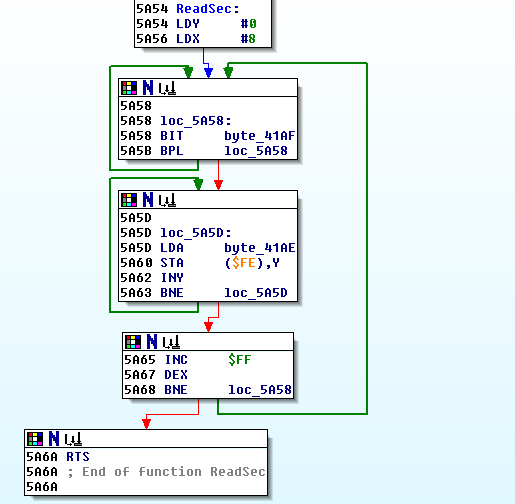 5A54 ReadSec:
5A54 LDY #0
5A56 LDX #8
5A58
5A58 loc_5A58:
5A58 BIT byte_41AF
5A5B BPL loc_5A58
5A5D
5A5D loc_5A5D:
5A5D LDA byte_41AE
5A60 STA ($FE),Y
5A62 INY
5A63 BNE loc_5A5D
5A65 INC $FF
5A67 DEX
5A68 BNE loc_5A58
5A6A RTS
5A6A ; End of function ReadSec
5A6A